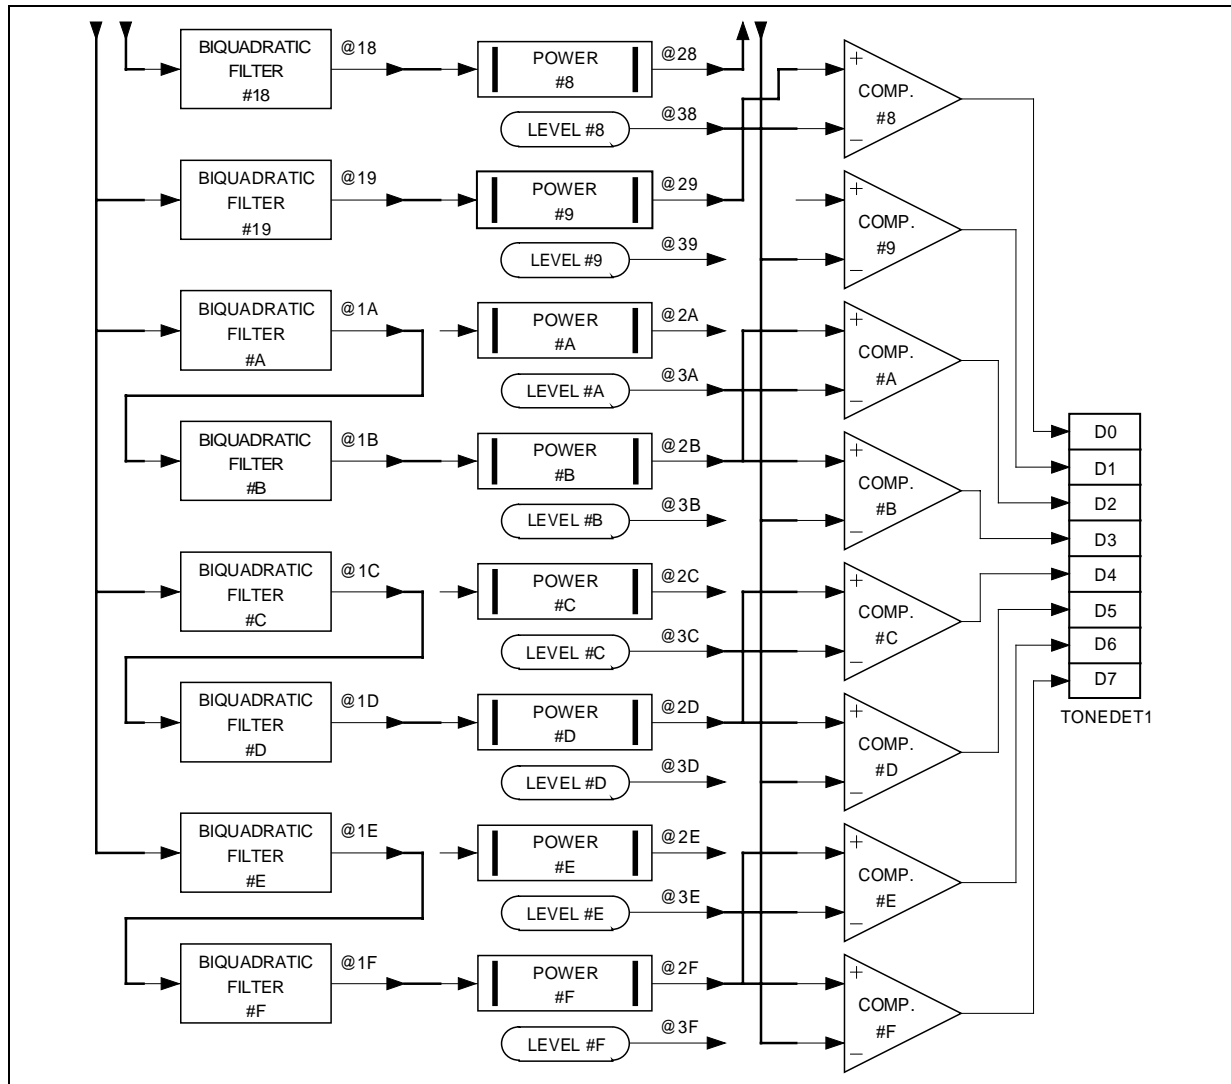 BIQUADRATIC
FILTER
#18
@18
POWER
#8
@28
LEVEL #8
@38
+
−
COMP.
#8
BIQUADRATIC
FILTER
#19
@19
POWER
#9
@29
LEVEL #9
@39
+
−
COMP.
#9
BIQUADRATIC
FILTER
#A
@1A
POWER
#A
@2A
LEVEL #A
@3A
+
−
COMP.
#A
BIQUADRATIC
FILTER
#B
@1B
POWER
#B
@2B
LEVEL #B
@3B
+
−
COMP.
#B
BIQUADRATIC
FILTER
#C
@1C
POWER
#C
@2C
LEVEL #C
@3C
+
−
COMP.
#C
BIQUADRATIC
FILTER
#D
@1D
POWER
#D
@2D
LEVEL #D
@3D
+
−
COMP.
#D
BIQUADRATIC
FILTER
#E
@1E
POWER
#E
@2E
LEVEL #E
@3E
+
−
COMP.
#E
BIQUADRATIC
FILTER
#F
@1F
POWER
#F
@2F
LEVEL #F
@3F
+
−
COMP.
#F
D0
D1
D2
D3
D4
D5
D6
D7
TONEDET1